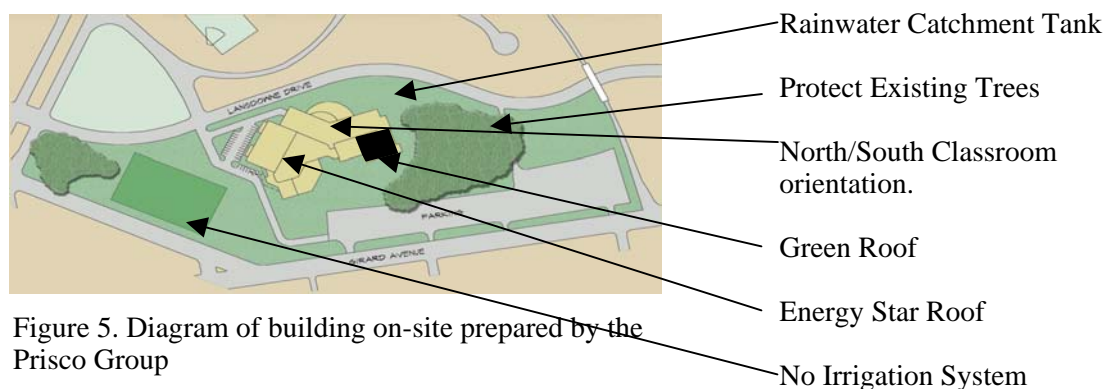 Rainwater Catchment Tank
Protect Existing Trees
North/South Classroom
orientation.
Green Roof
Energy Star Roof
No Irrigation System
LANSDOWNE DRIVE
PARKING
GIRARD AVENUE
Figure 5. Diagram of building on-site prepared by the
Prisco Group